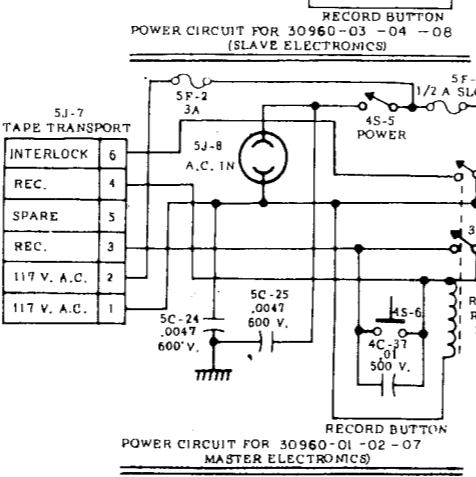 RECORD BUTTON
POWER CIRCUIT FOR 30960-03 -04 --08
(SLAVE ELECTRONICS)
5F-2
3A
5F-
1/2 A SLO
4S-5
POWER
5J-7
TAPE TRANSPORT
INTERLOCK 6
REC. 4
SPARE 5
REC. 3
117 V. A.C. 2
117 V. A.C. 1
5J-8
A.C. IN
3
5C-25
.0047
600 V.
5C-24
.0047
600 V.
4S-6
4C-37
.01
500 V.
R
R
RECORD BUTTON
POWER CIRCUIT FOR 30960-01 -02 -07
MASTER ELECTRONICS)